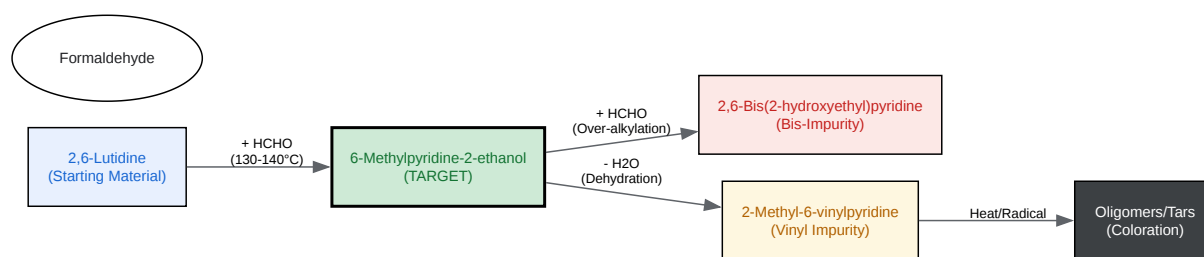 Formaldehyde
2,6-Lutidine
(Starting Material)
+ HCHO
(130-140°C)
6-Methylpyridine-2-ethanol
(TARGET)
+ HCHO
(Over-alkylation)
2,6-Bis(2-hydroxyethyl)pyridine
(Bis-Impurity)
- H2O
(Dehydration)
2-Methyl-6-vinylpyridine
(Vinyl Impurity)
Heat/Radical
Oligomers/Tars
(Coloration)